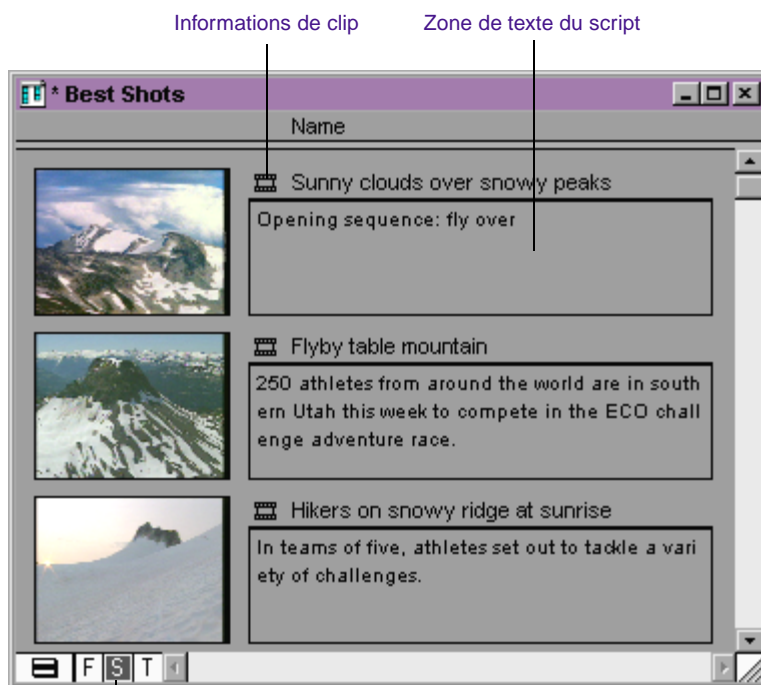 Informations de clip Zone de texte du script
* Best Shots
Name
Sunny clouds over snowy peaks
Opening sequence: fly over
Flyby table mountain
250 athletes from around the world are in south
ern Utah this week to compete in the ECO chall
enge adventure race.
Hikers on snowy ridge at sunrise
In teams of five, athletes set out to tackle a vari
ety of challenges.
F S T